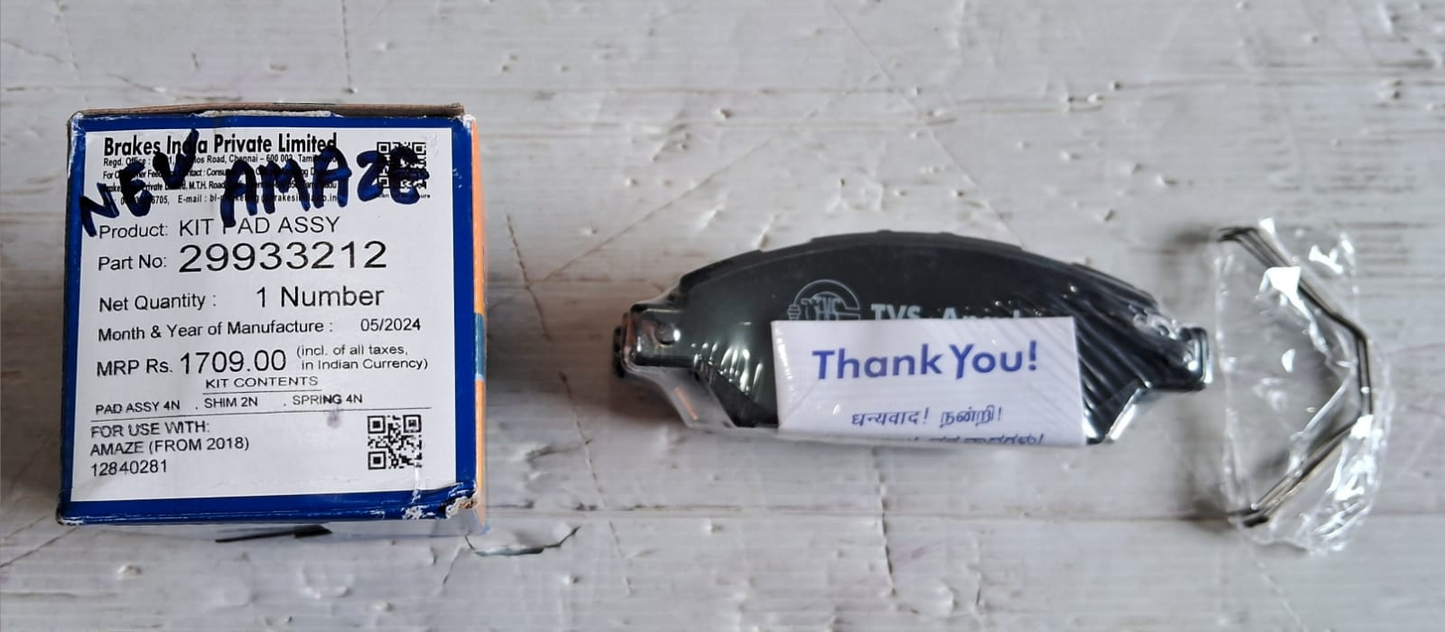 Brakes India Private Limited
NEW AMAZE
Product: KIT PAD ASSY
Part No: 29933212
Net Quantity : 1 Number
Month & Year of Manufacture : 05/2024
MRP Rs. 1709.00 (incl. of all taxes, in Indian Currency)
KIT CONTENTS
PAD ASSY 4N , SHIM 2N , SPRING 4N
FOR USE WITH:
AMAZE (FROM 2018)
12840281
TVS
Thank You!
धन्यवाद! நன்றி!